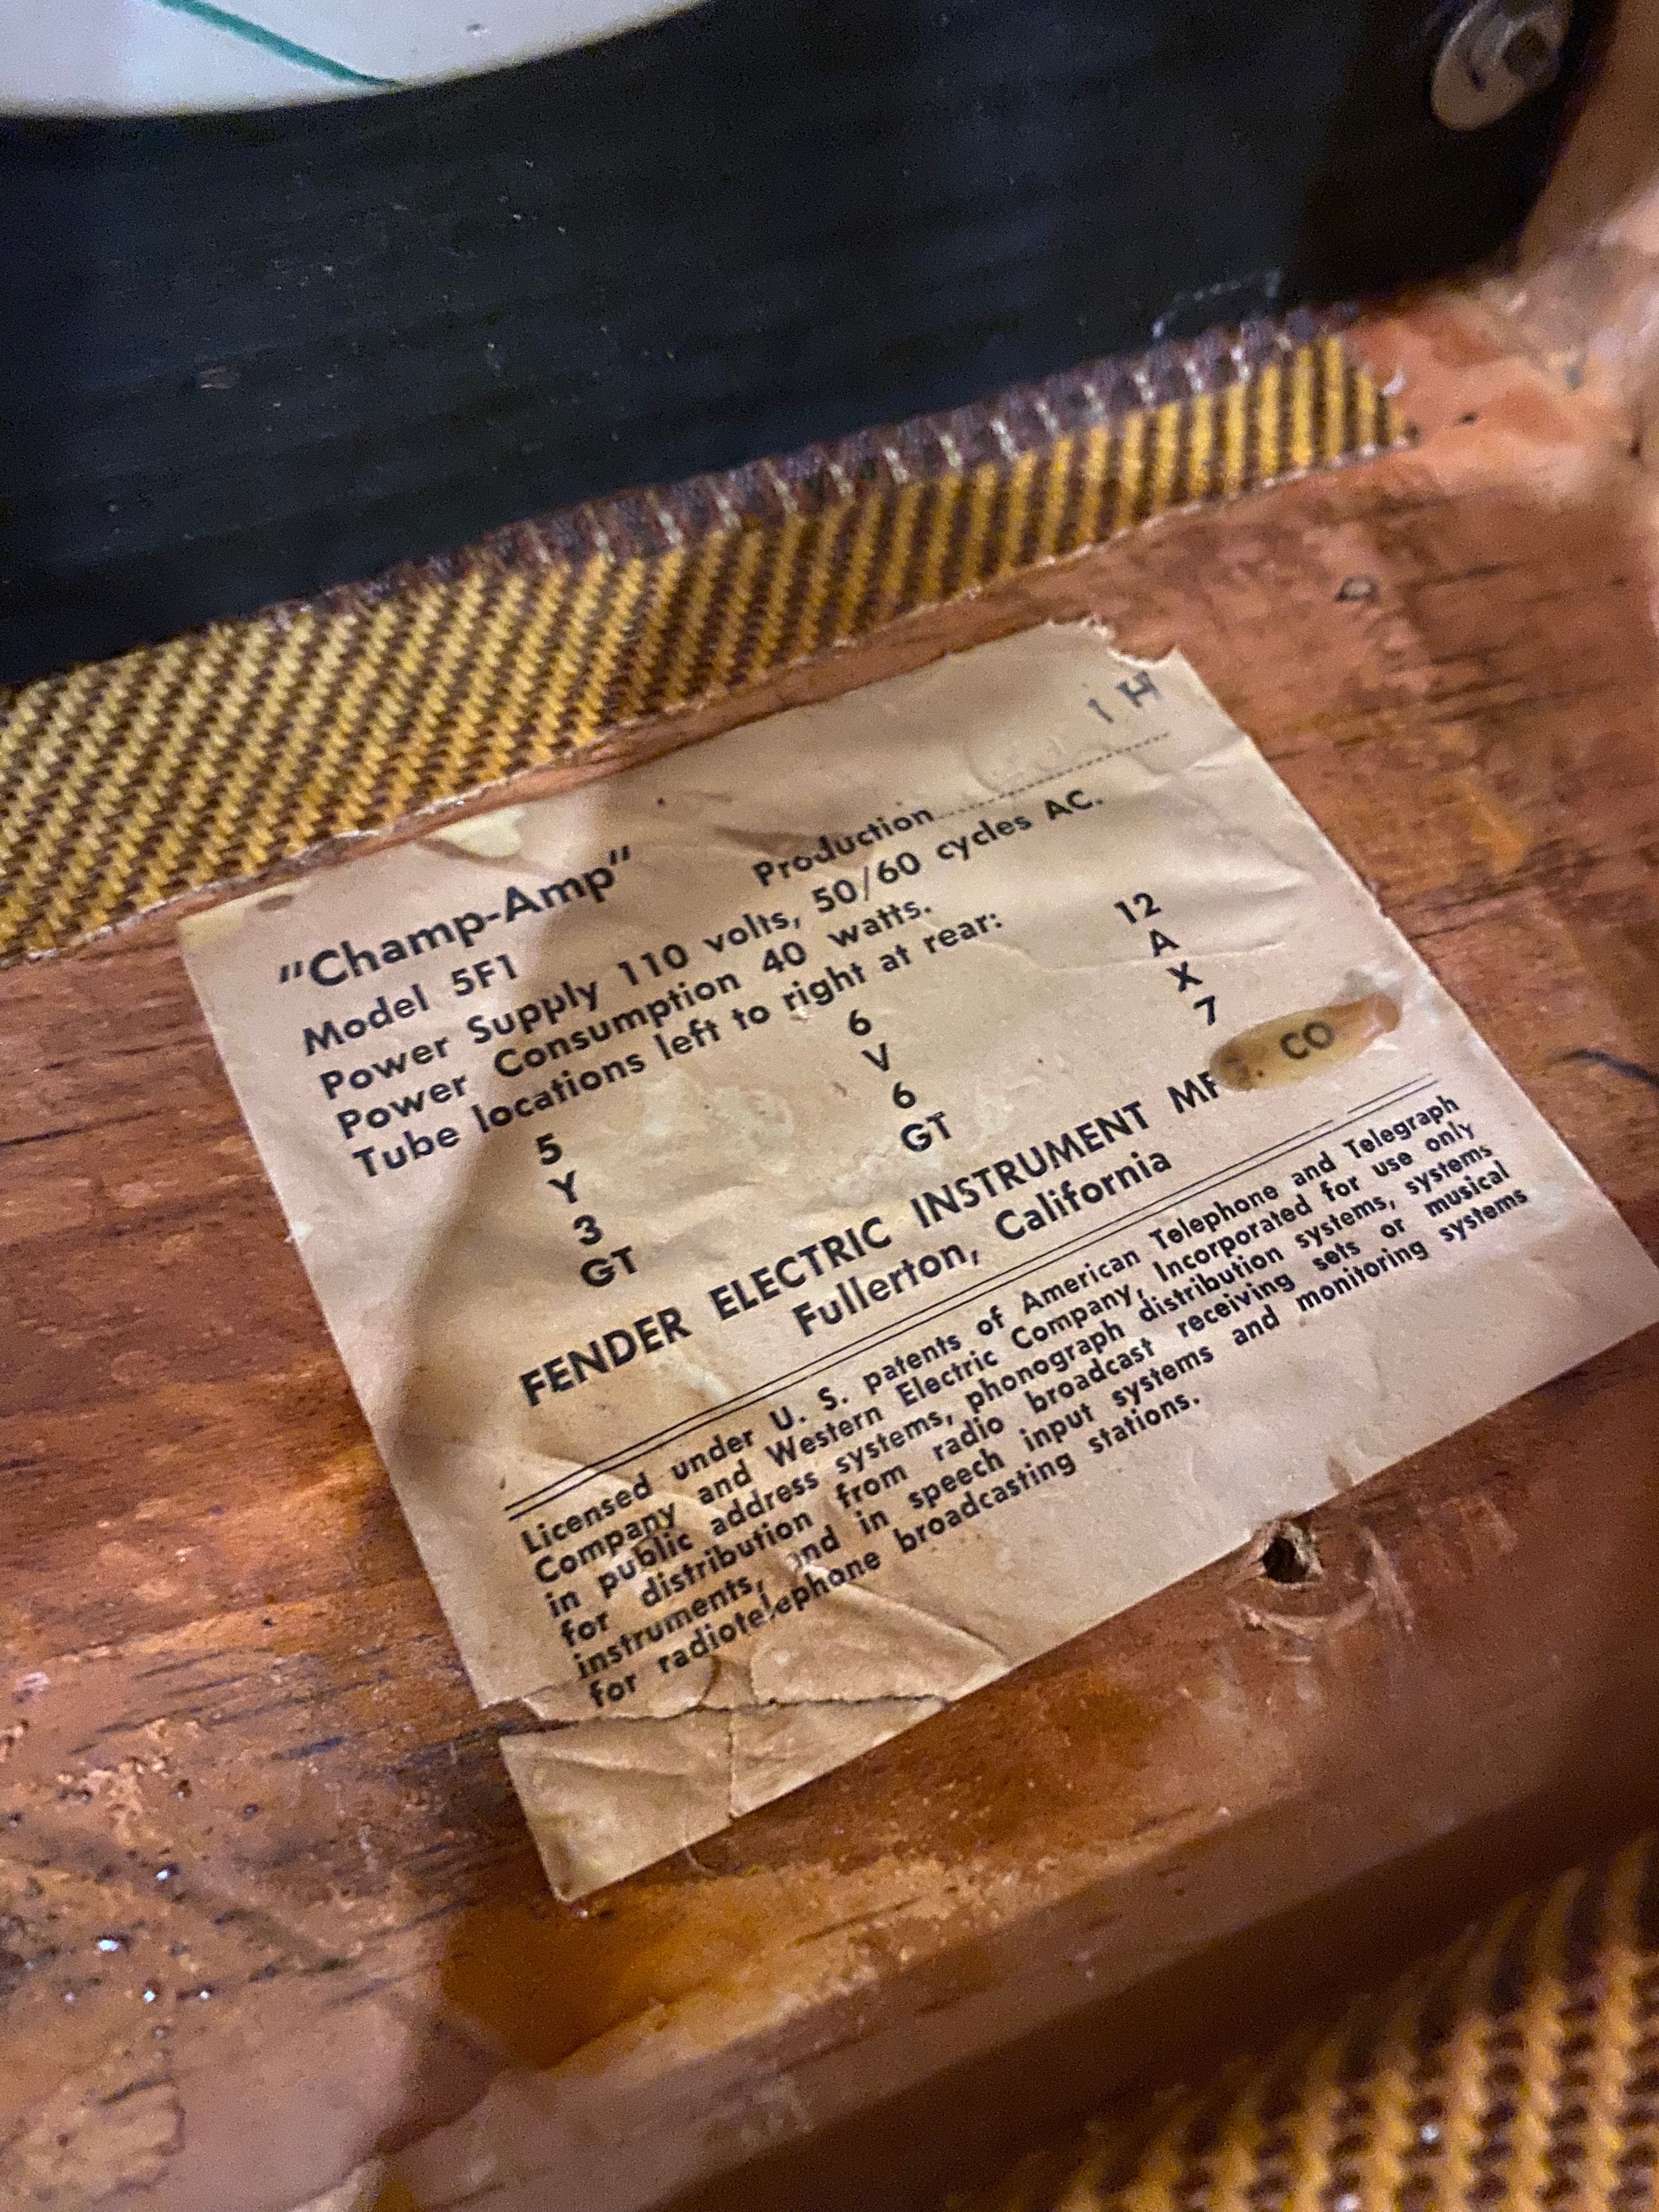 1 H
"Champ-Amp" Production
Model 5F1
Power Supply 110 volts, 50/60 cycles AC.
Power Consumption 40 watts.
Tube locations left to right at rear:
5 6 12
Y V A
3 6 X
GT GT 7
FENDER ELECTRIC INSTRUMENT MF CO
Fullerton, California
Licensed under U. S. patents of American Telephone and Telegraph
Company and Western Electric Company, Incorporated for use only
in public address systems, phonograph distribution systems, systems
for distribution from radio broadcast receiving sets or musical
instruments, and in speech input systems and monitoring systems
for radiotelephone broadcasting stations.